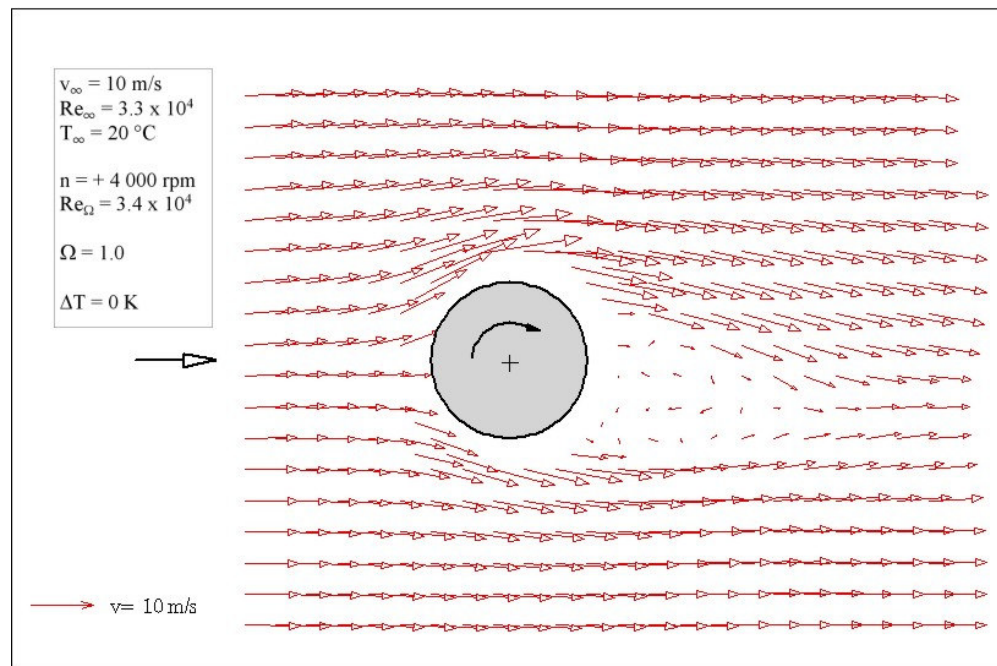 v∞ = 10 m/s
Re∞ = 3.3 x 10⁴
T∞ = 20 °C
n = + 4 000 rpm
ReΩ = 3.4 x 10⁴
Ω = 1.0
ΔT = 0 K
v= 10 m/s